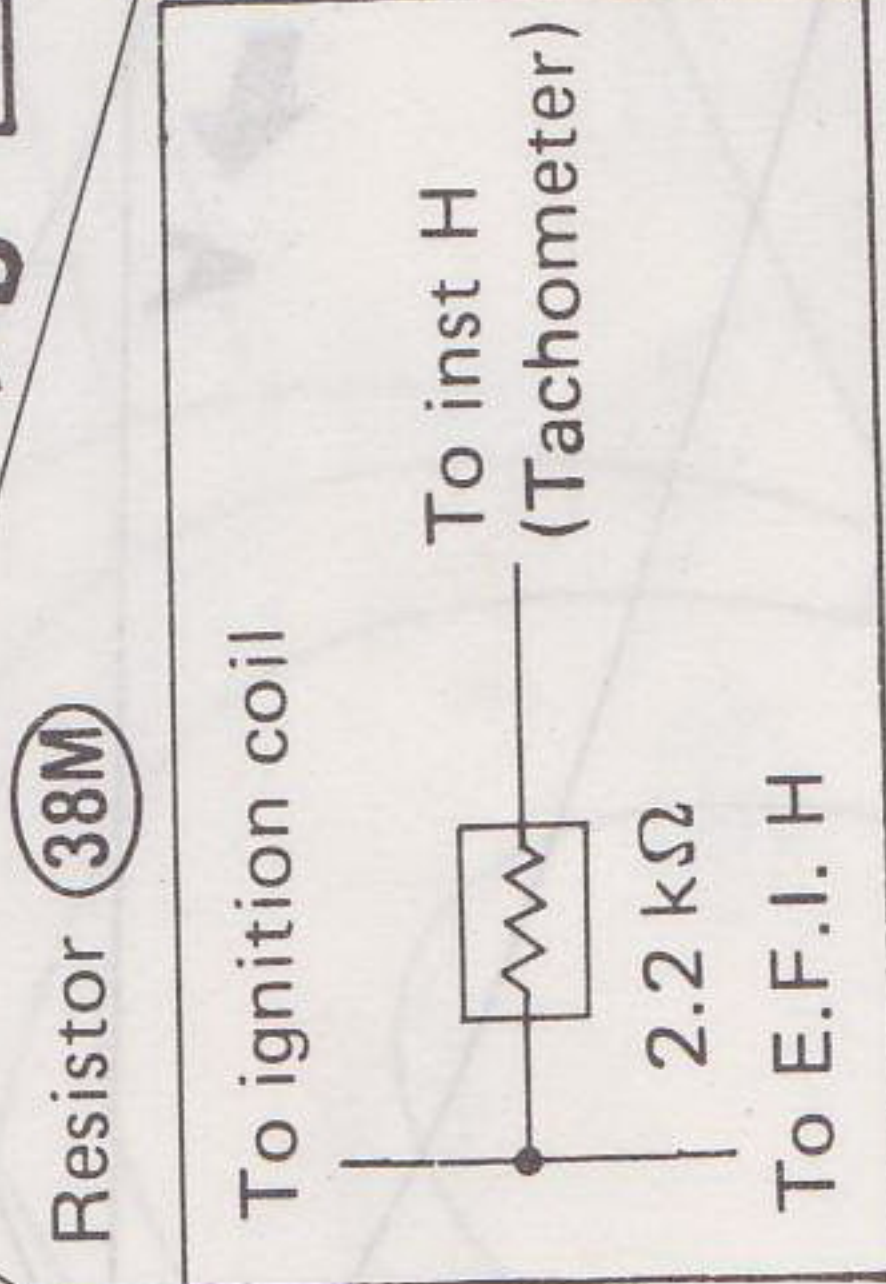 Resistor 38M
To ignition coil
To inst H
(Tachometer)
2.2 kΩ
To E.F.I. H